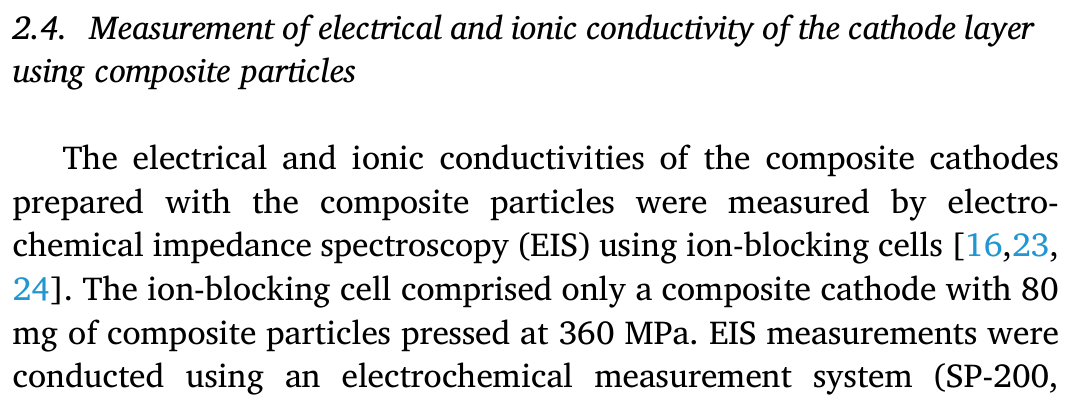 2.4. Measurement of electrical and ionic conductivity of the cathode layer
using composite particles
The electrical and ionic conductivities of the composite cathodes
prepared with the composite particles were measured by electro-
chemical impedance spectroscopy (EIS) using ion-blocking cells [16,23,
24]. The ion-blocking cell comprised only a composite cathode with 80
mg of composite particles pressed at 360 MPa. EIS measurements were
conducted using an electrochemical measurement system (SP-200,